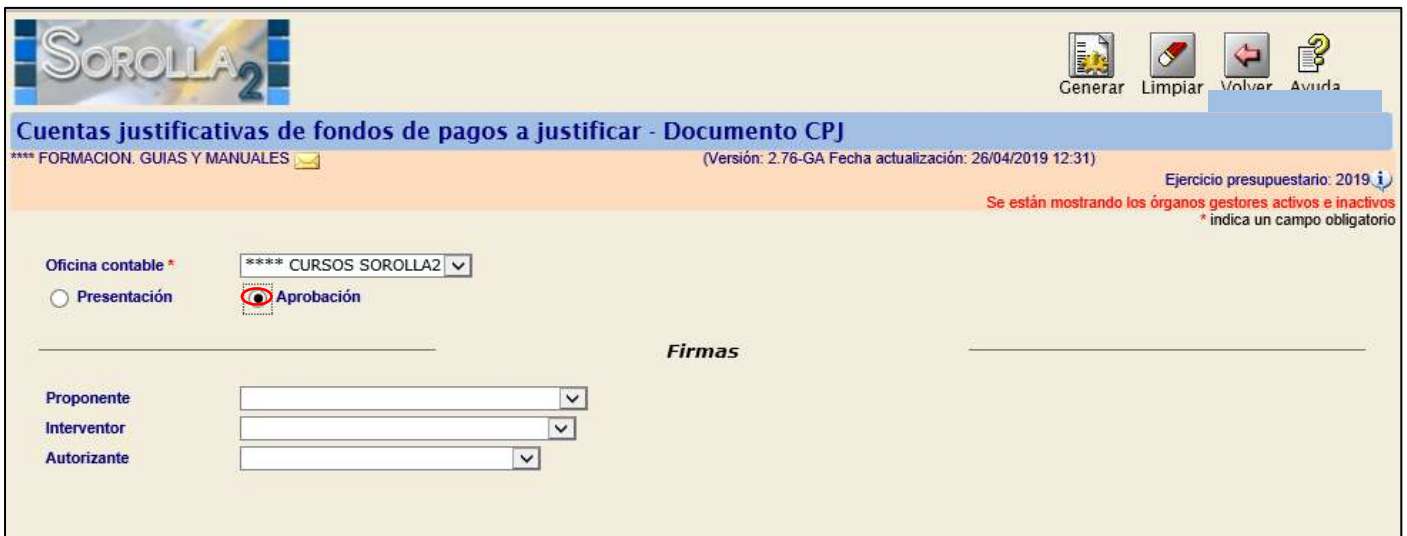 SOROLLA2
Generar Limpiar Volver Ayuda
Cuentas justificativas de fondos de pagos a justificar - Documento CPJ
**** FORMACION. GUIAS Y MANUALES (Versión: 2.76-GA Fecha actualización: 26/04/2019 12:31)
Ejercicio presupuestario: 2019
Se están mostrando los órganos gestores activos e inactivos
* indica un campo obligatorio
Oficina contable * **** CURSOS SOROLLA2
Presentación Aprobación
Firmas
Proponente
Interventor
Autorizante